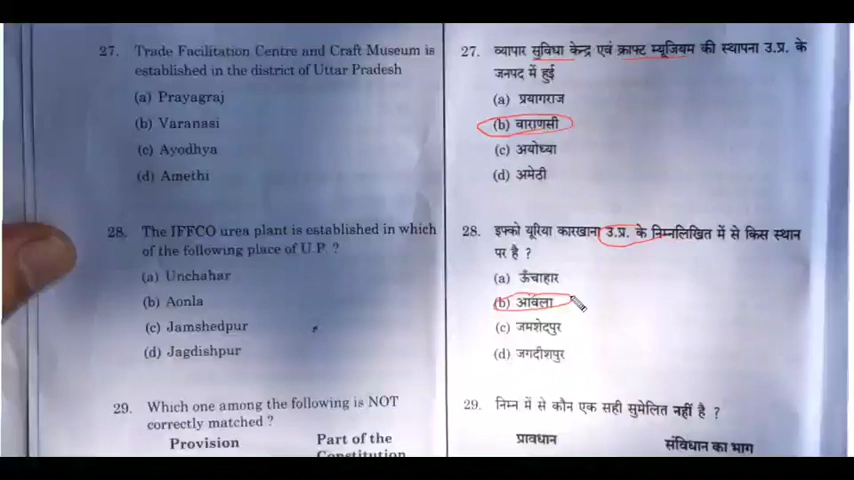 27. Trade Facilitation Centre and Craft Museum is
established in the district of Uttar Pradesh
(a) Prayagraj
(b) Varanasi
(c) Ayodhya
(d) Amethi
28. The IFFCO urea plant is established in which
of the following place of U.P. ?
(a) Unchahar
(b) Aonla
(c) Jamshedpur
(d) Jagdishpur
29. Which one among the following is NOT
correctly matched ?
Provision Part of the
Constitution
27. व्यापार सुविधा केन्द्र एवं क्राफ्ट म्यूजियम की स्थापना उ.प्र. के
जनपद में हुई
(a) प्रयागराज
(b) वाराणसी
(c) अयोध्या
(d) अमेठी
28. इफ्को यूरिया कारखाना उ.प्र. के निम्नलिखित में से किस स्थान
पर है ?
(a) ऊँचाहार
(b) आंवला
(c) जमशेदपुर
(d) जगदीशपुर
29. निम्न में से कौन एक सही सुमेलित नहीं है ?
प्रावधान संविधान का भाग